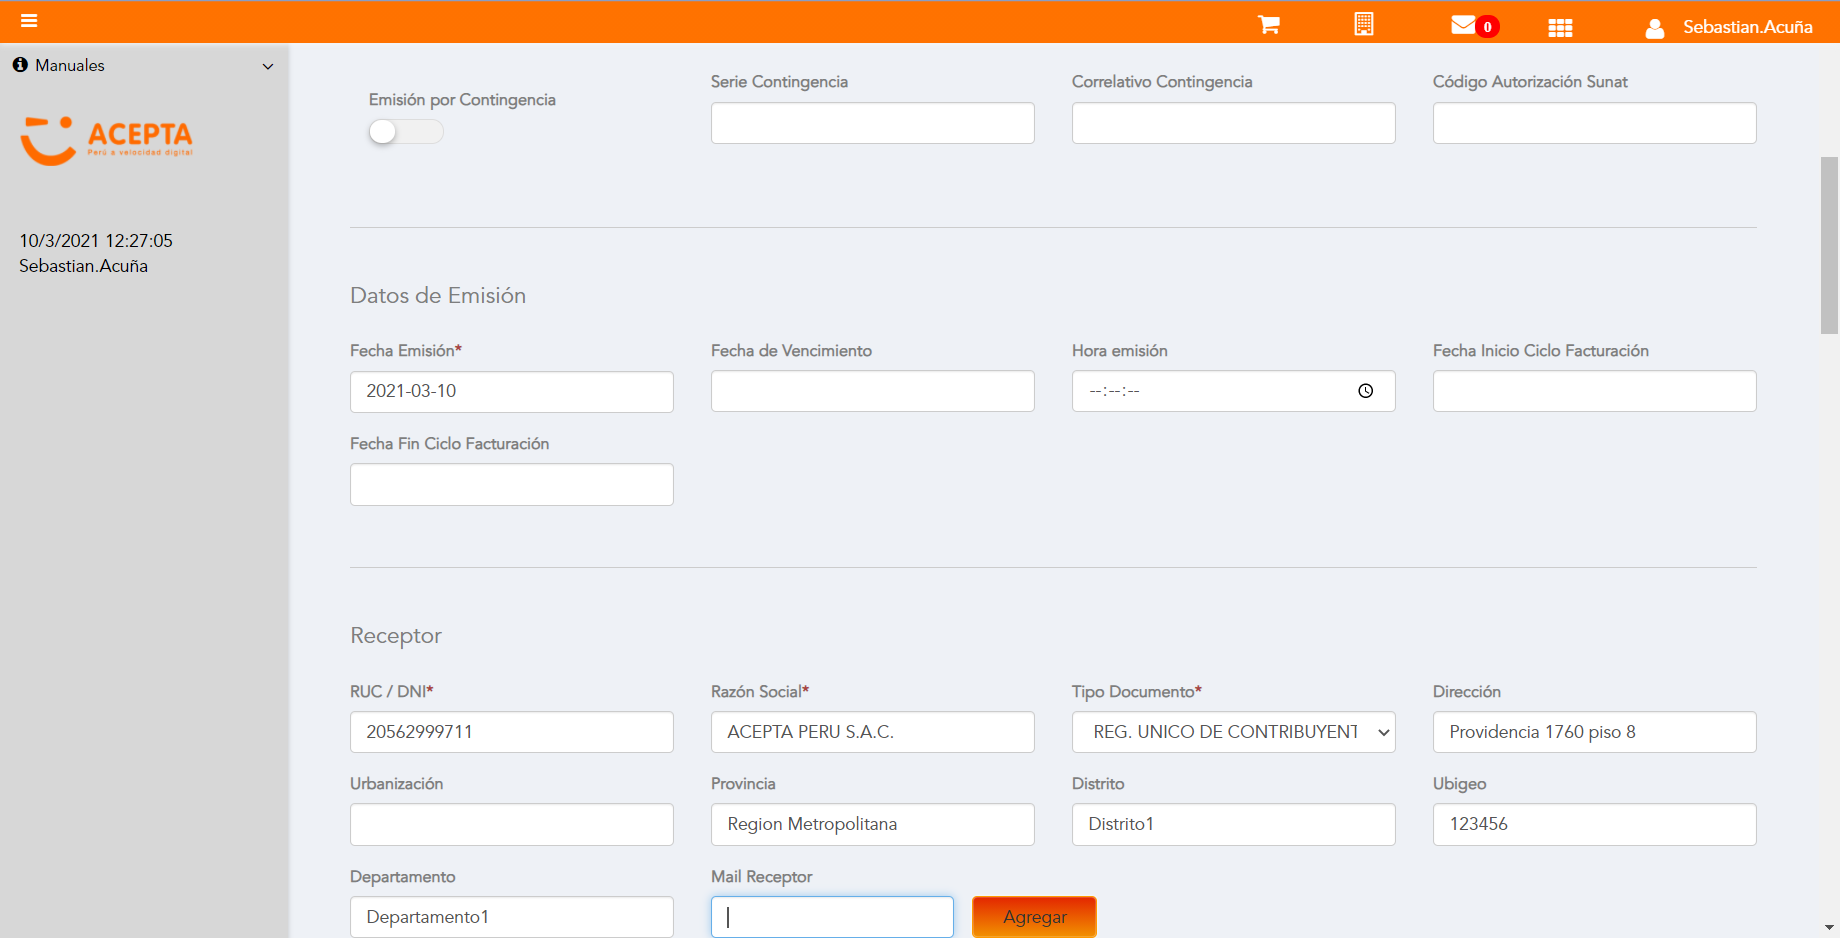 0
Sebastian.Acuña
Manuales
ACEPTA
Perú a velocidad digital
10/3/2021 12:27:05
Sebastian.Acuña
Emisión por Contingencia
Serie Contingencia
Correlativo Contingencia
Código Autorización Sunat
Datos de Emisión
Fecha Emisión*
Fecha de Vencimiento
Hora emisión
Fecha Inicio Ciclo Facturación
2021-03-10
--:--:--
Fecha Fin Ciclo Facturación
Receptor
RUC / DNI*
Razón Social*
Tipo Documento*
Dirección
20562999711
ACEPTA PERU S.A.C.
REG. UNICO DE CONTRIBUYENT
Providencia 1760 piso 8
Urbanización
Provincia
Distrito
Ubigeo
Region Metropolitana
Distrito1
123456
Departamento
Mail Receptor
Departamento1
Agregar